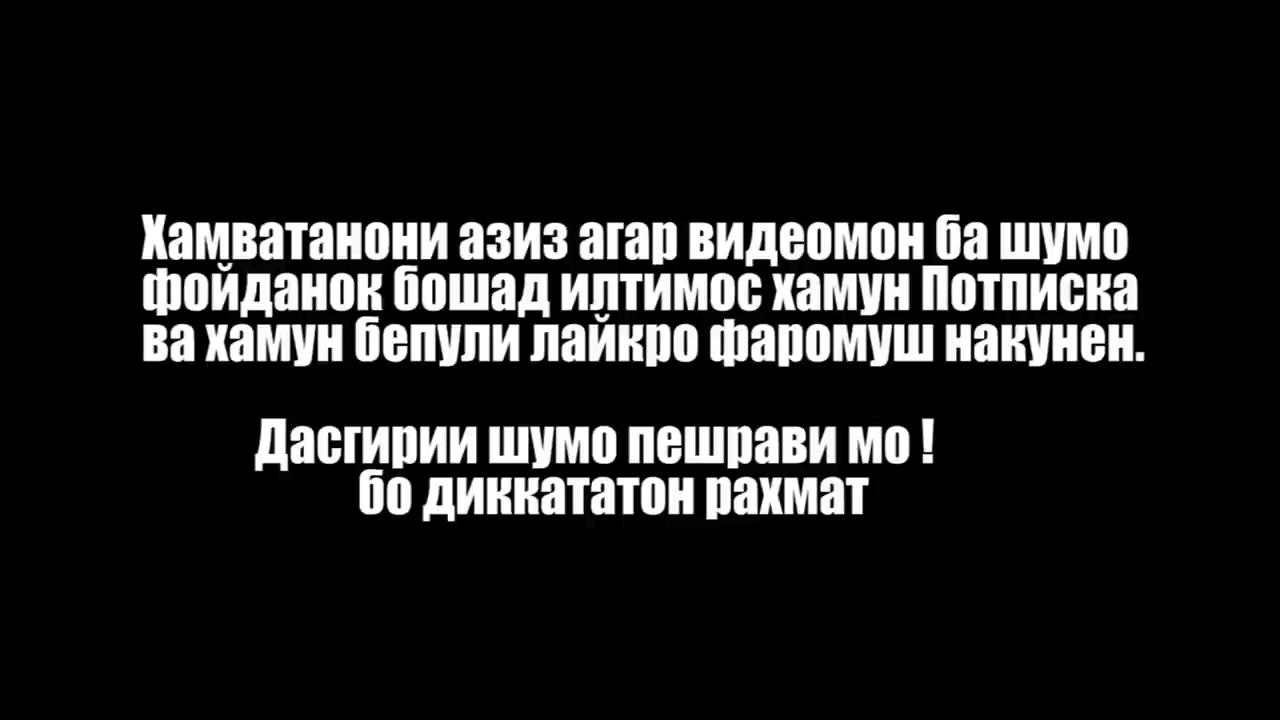 Хамватанони азиз агар видеомон ба шумо
фойданок бошад илтимос хамун Потписка
ва хамун бепули лайкро фаромуш накунен.
Дасгирии шумо пешрави мо !
бо диккататон рахмат